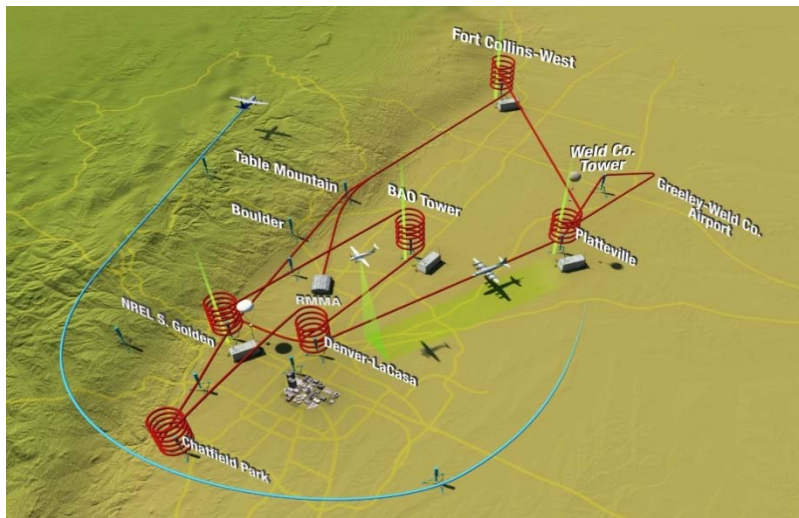 Fort Collins-West
Weld Co.
Tower
Table Mountain
BAO Tower
Greeley-Weld Co.
Airport
Boulder
Platteville
RMMA
NREL S. Golden
Denver-LaCasa
Chatfield Park